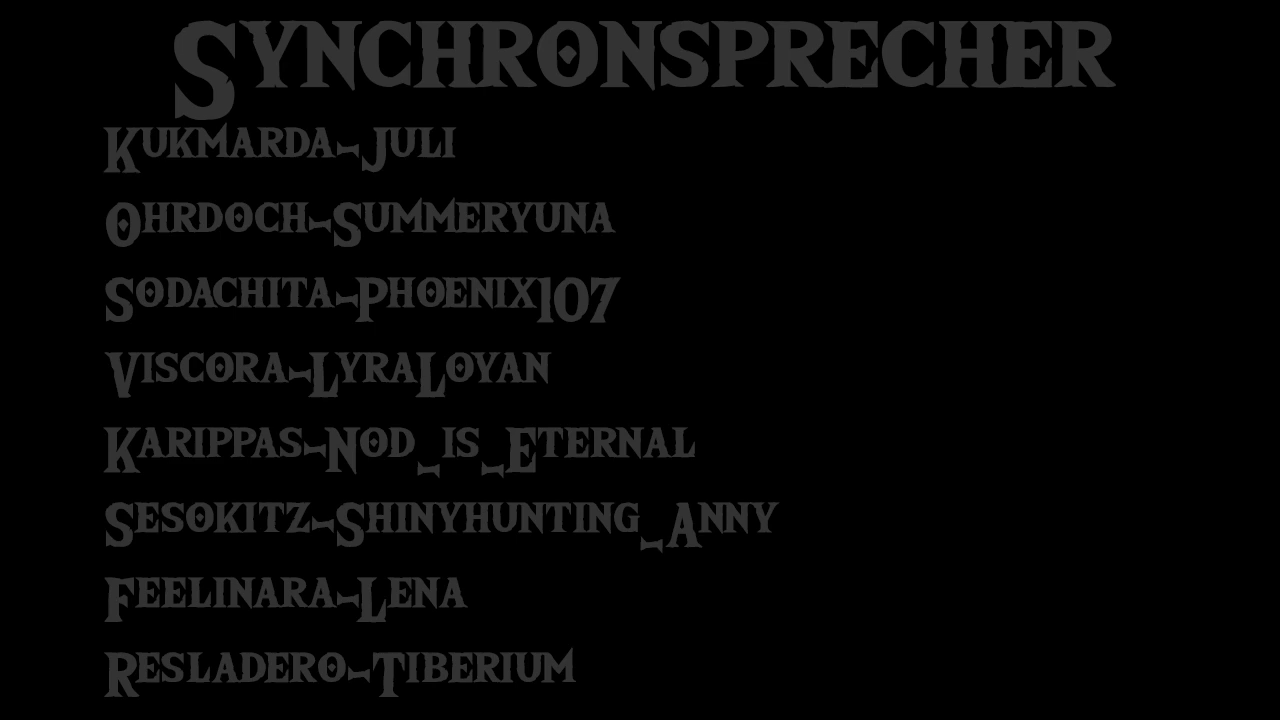 Synchronsprecher
Kukmarda-Juli
Ohrdoch-Summeryuna
Sodachita-Phoenix107
Viscora-LyraLoyan
Karippas-Nod_is_Eternal
Sesokitz-Shinyhunting_Anny
Feelinara-Lena
Resladero-Tiberium